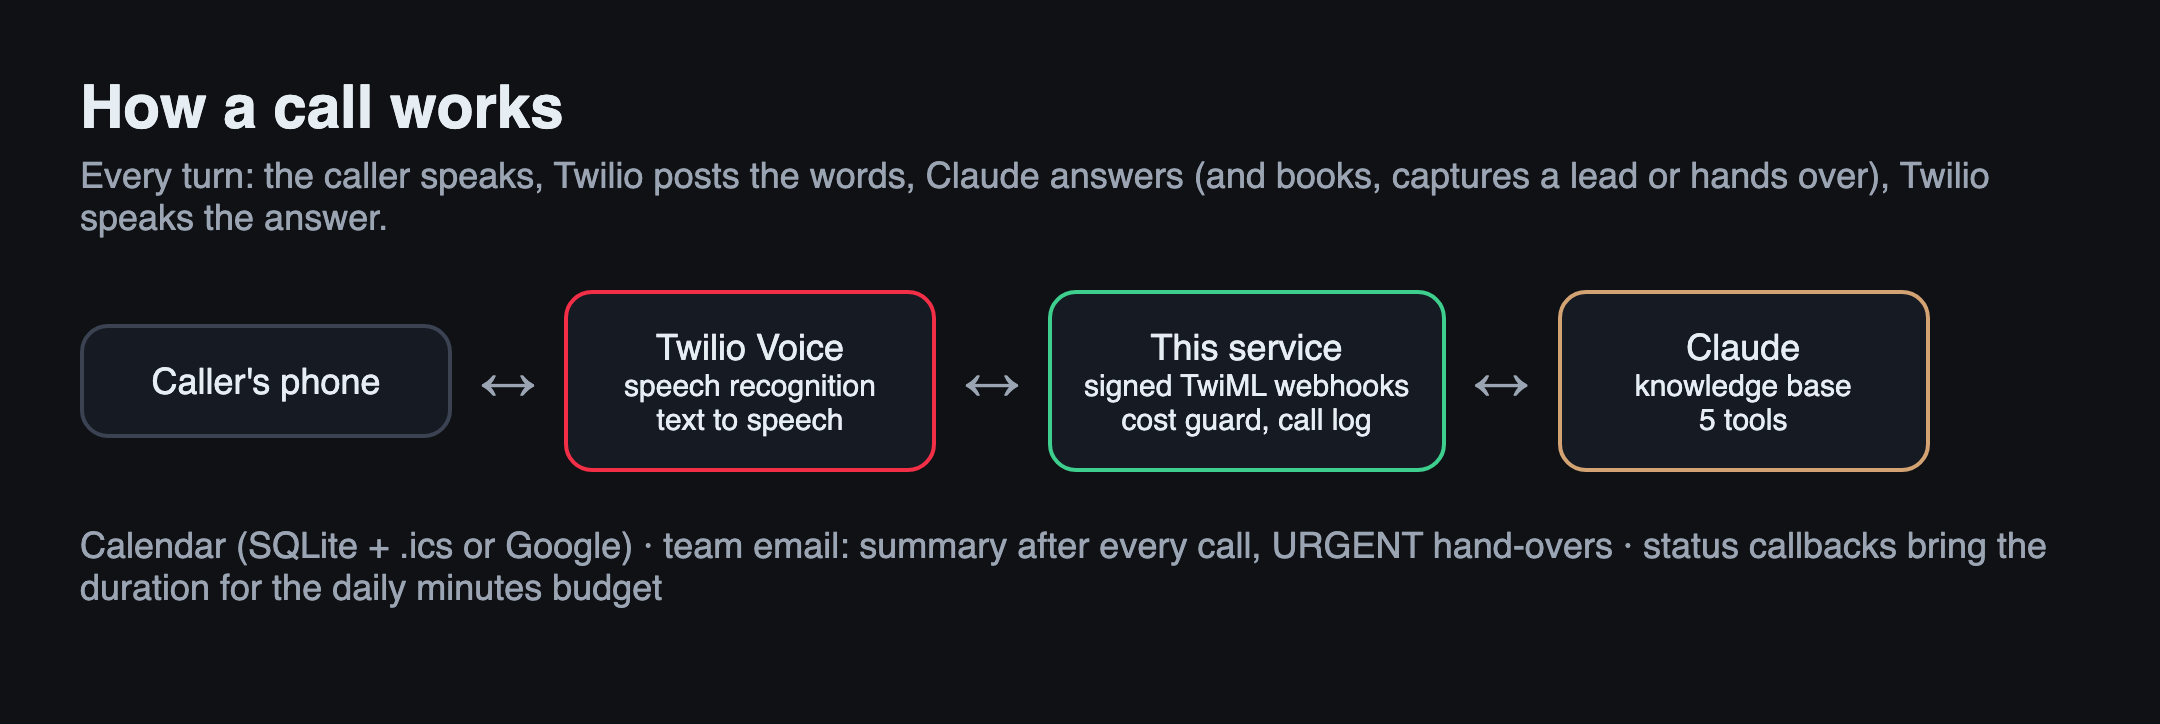 How a call works
Every turn: the caller speaks, Twilio posts the words, Claude answers (and books, captures a lead or hands over), Twilio
speaks the answer.
Caller's phone
Twilio Voice
speech recognition
text to speech
This service
signed TwiML webhooks
cost guard, call log
Claude
knowledge base
5 tools
Calendar (SQLite + .ics or Google) · team email: summary after every call, URGENT hand-overs · status callbacks bring the
duration for the daily minutes budget